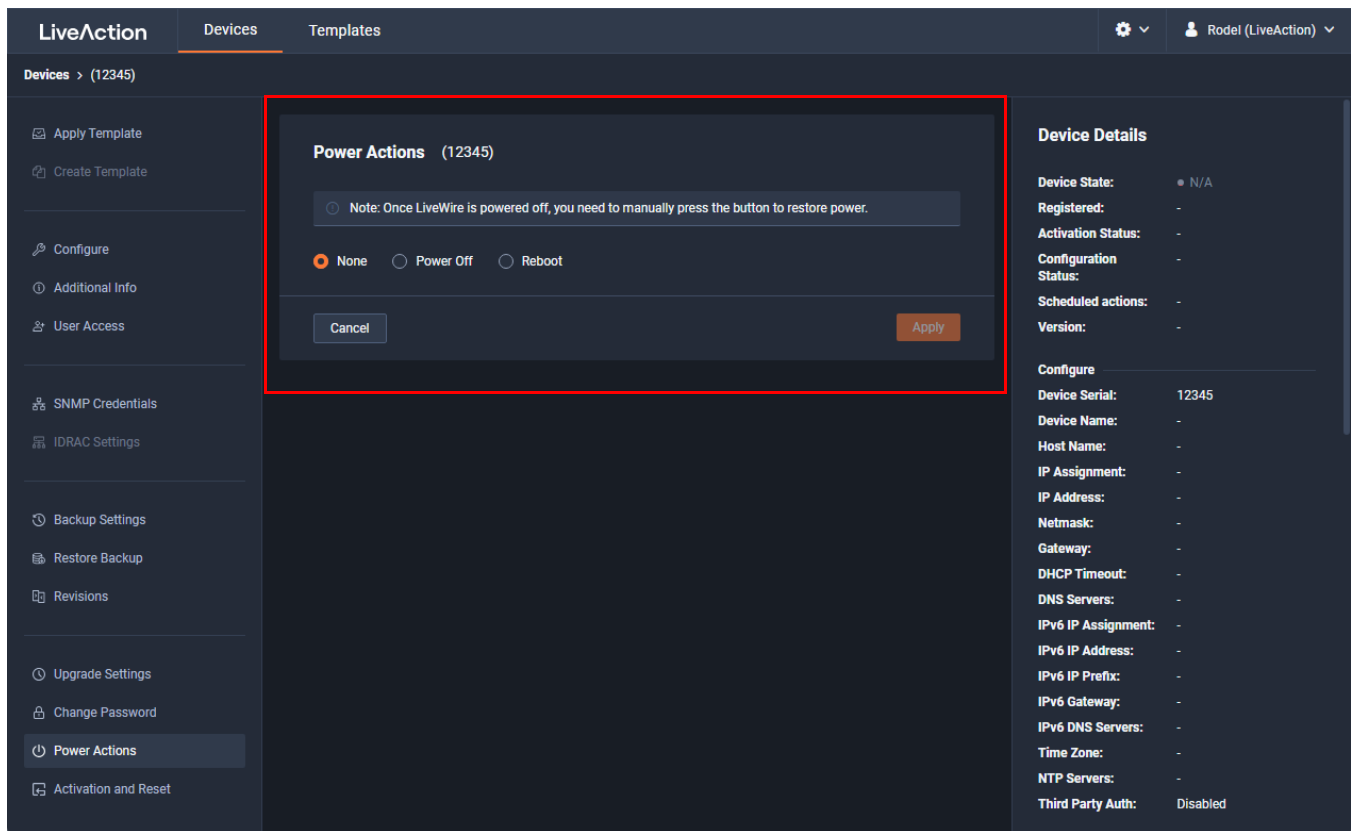 LiveAction
Devices
Templates
Rodel (LiveAction)
Devices > (12345)
Apply Template
Create Template
Configure
Additional Info
User Access
SNMP Credentials
IDRAC Settings
Backup Settings
Restore Backup
Revisions
Upgrade Settings
Change Password
Power Actions
Activation and Reset
Power Actions (12345)
Note: Once LiveWire is powered off, you need to manually press the button to restore power.
None Power Off Reboot
Cancel Apply
Device Details
Device State: N/A
Registered: -
Activation Status: -
Configuration -
Status:
Scheduled actions: -
Version: -
Configure
Device Serial: 12345
Device Name: -
Host Name: -
IP Assignment: -
IP Address: -
Netmask: -
Gateway: -
DHCP Timeout: -
DNS Servers: -
IPv6 IP Assignment: -
IPv6 IP Address: -
IPv6 IP Prefix: -
IPv6 Gateway: -
IPv6 DNS Servers: -
Time Zone: -
NTP Servers: -
Third Party Auth: Disabled